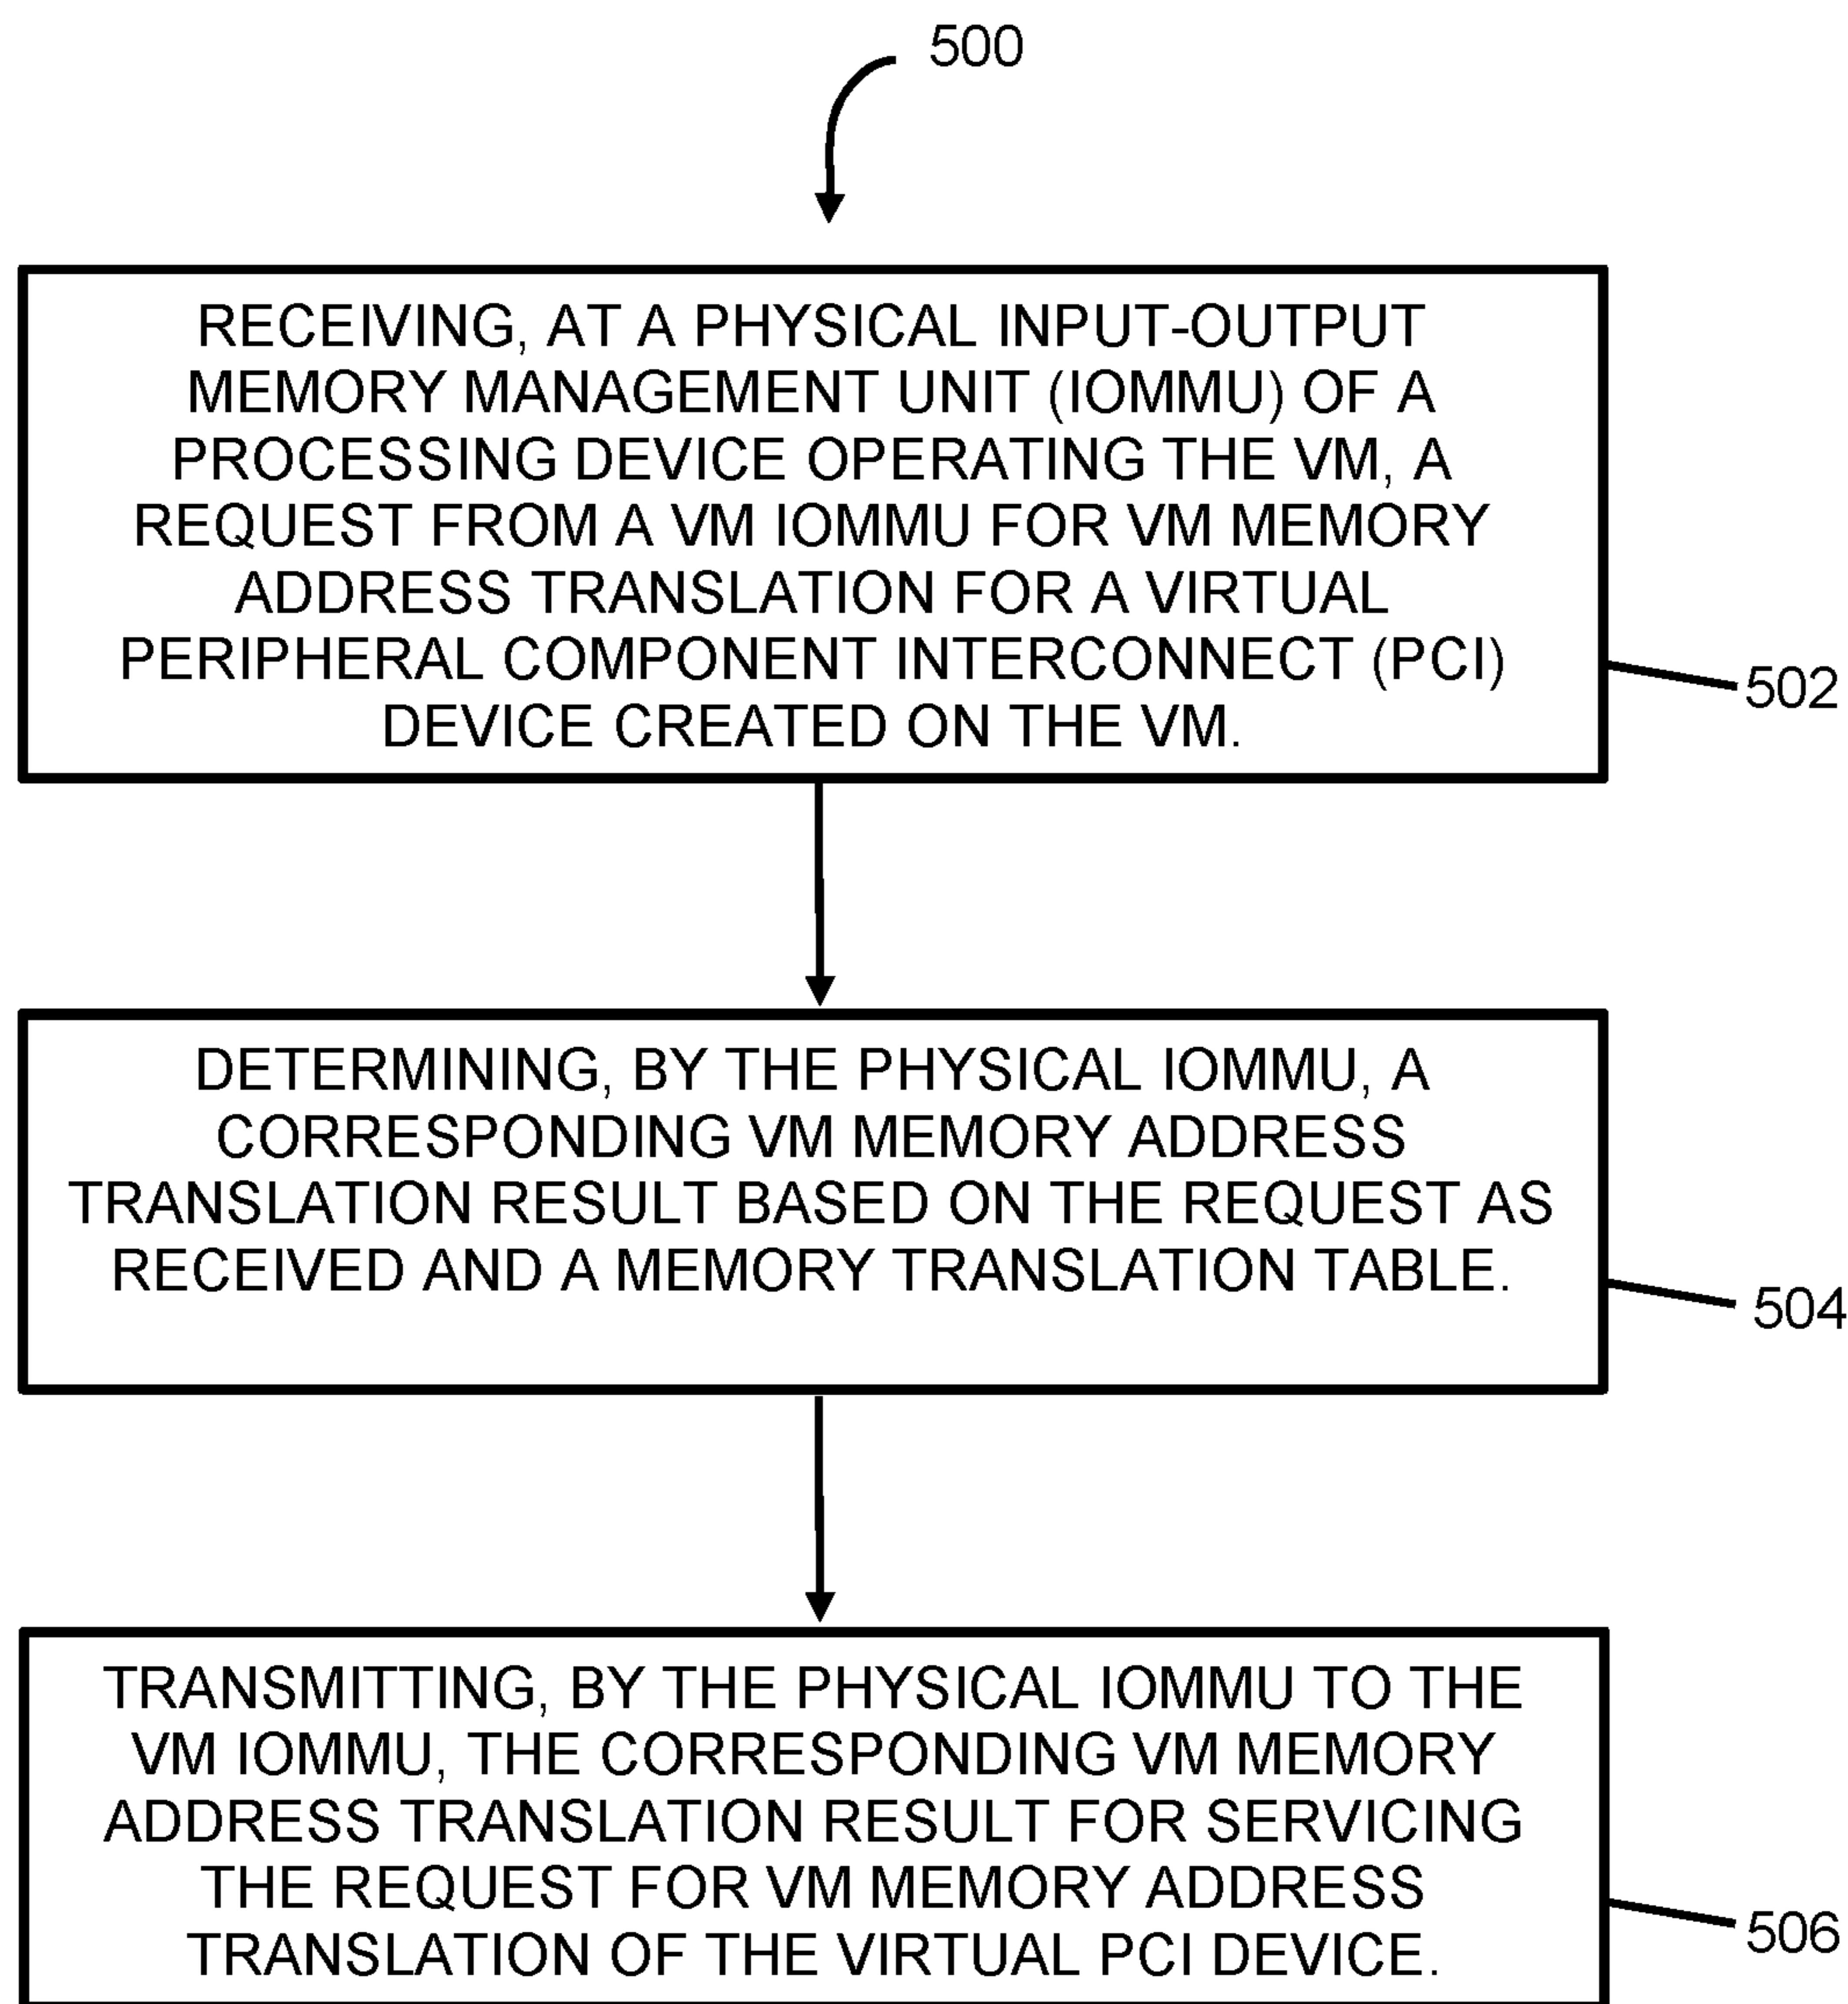 500
RECEIVING, AT A PHYSICAL INPUT-OUTPUT
MEMORY MANAGEMENT UNIT (IOMMU) OF A
PROCESSING DEVICE OPERATING THE VM, A
REQUEST FROM A VM IOMMU FOR VM MEMORY
ADDRESS TRANSLATION FOR A VIRTUAL
PERIPHERAL COMPONENT INTERCONNECT (PCI)
DEVICE CREATED ON THE VM.
502
DETERMINING, BY THE PHYSICAL IOMMU, A
CORRESPONDING VM MEMORY ADDRESS
TRANSLATION RESULT BASED ON THE REQUEST AS
RECEIVED AND A MEMORY TRANSLATION TABLE.
504
TRANSMITTING, BY THE PHYSICAL IOMMU TO THE
VM IOMMU, THE CORRESPONDING VM MEMORY
ADDRESS TRANSLATION RESULT FOR SERVICING
THE REQUEST FOR VM MEMORY ADDRESS
TRANSLATION OF THE VIRTUAL PCI DEVICE.
506